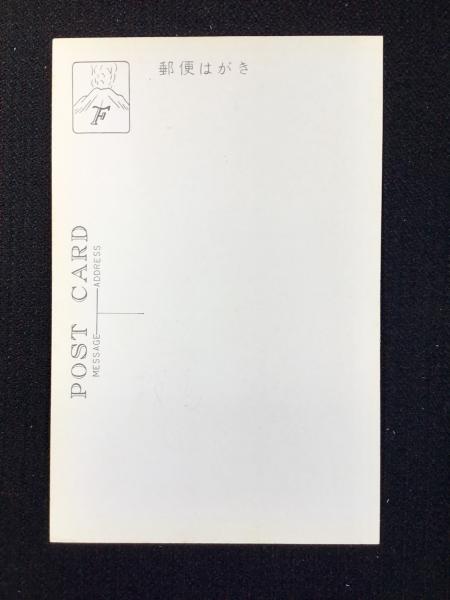 郵便はがき
F
POST CARD
MESSAGE
ADDRESS